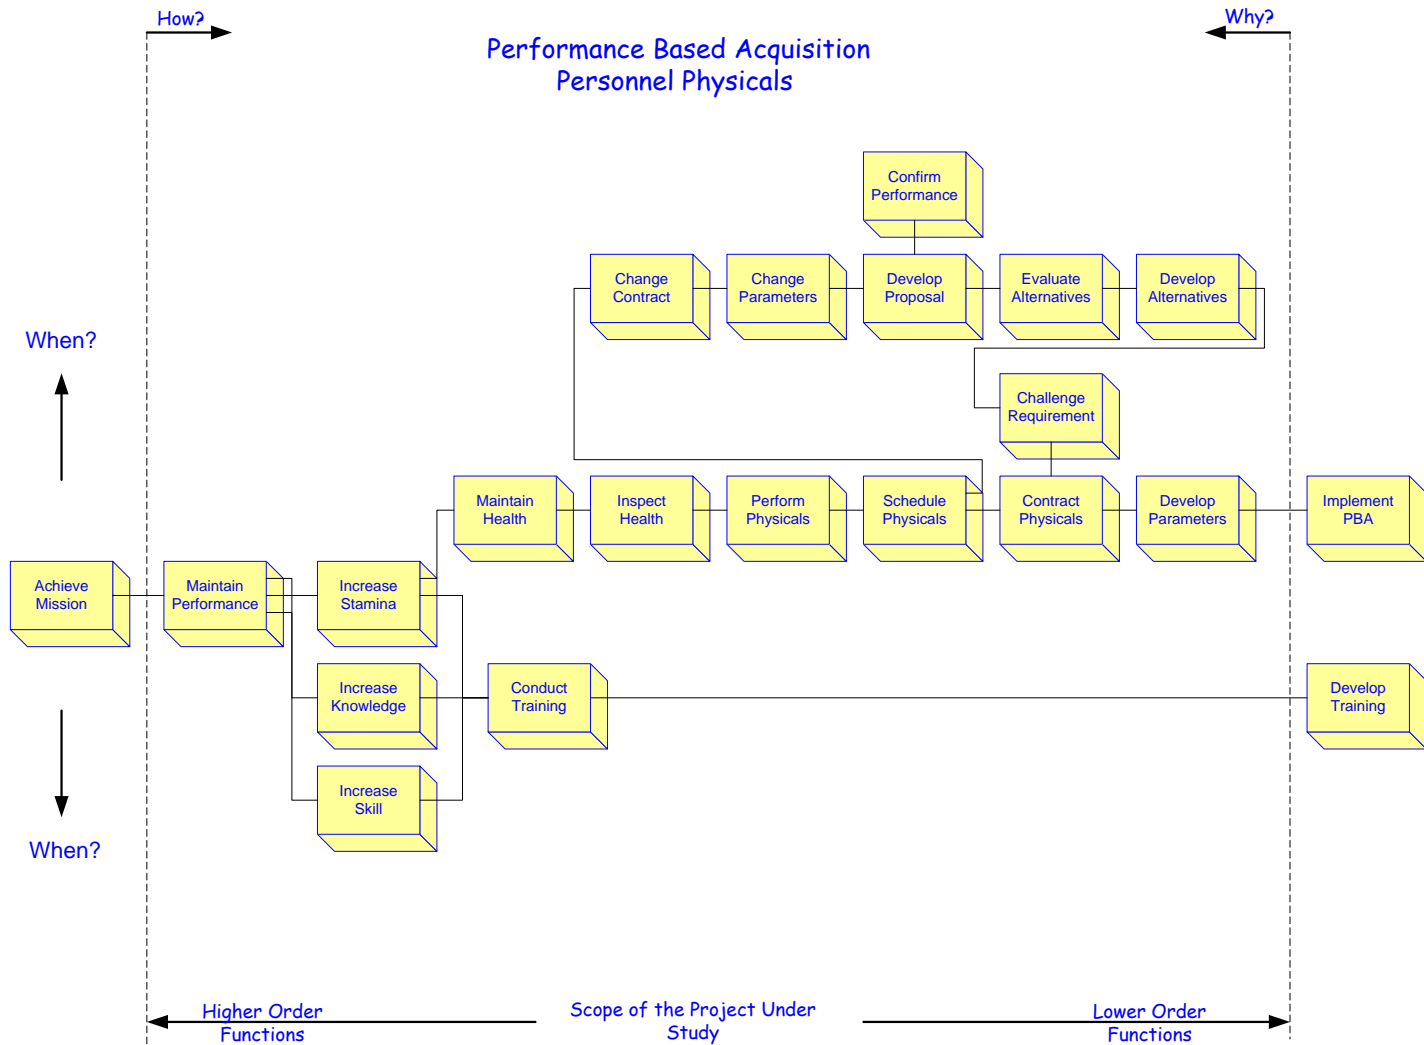 How?
Why?
Performance Based Acquisition
Personnel Physicals
Confirm
Performance
Change
Contract
Change
Parameters
Develop
Proposal
Evaluate
Alternatives
Develop
Alternatives
When?
Challenge
Requirement
Maintain
Health
Inspect
Health
Perform
Physicals
Schedule
Physicals
Contract
Physicals
Develop
Parameters
Implement
PBA
Achieve
Mission
Maintain
Performance
Increase
Stamina
Increase
Knowledge
Conduct
Training
Develop
Training
Increase
Skill
When?
Higher Order
Functions
Scope of the Project Under
Study
Lower Order
Functions